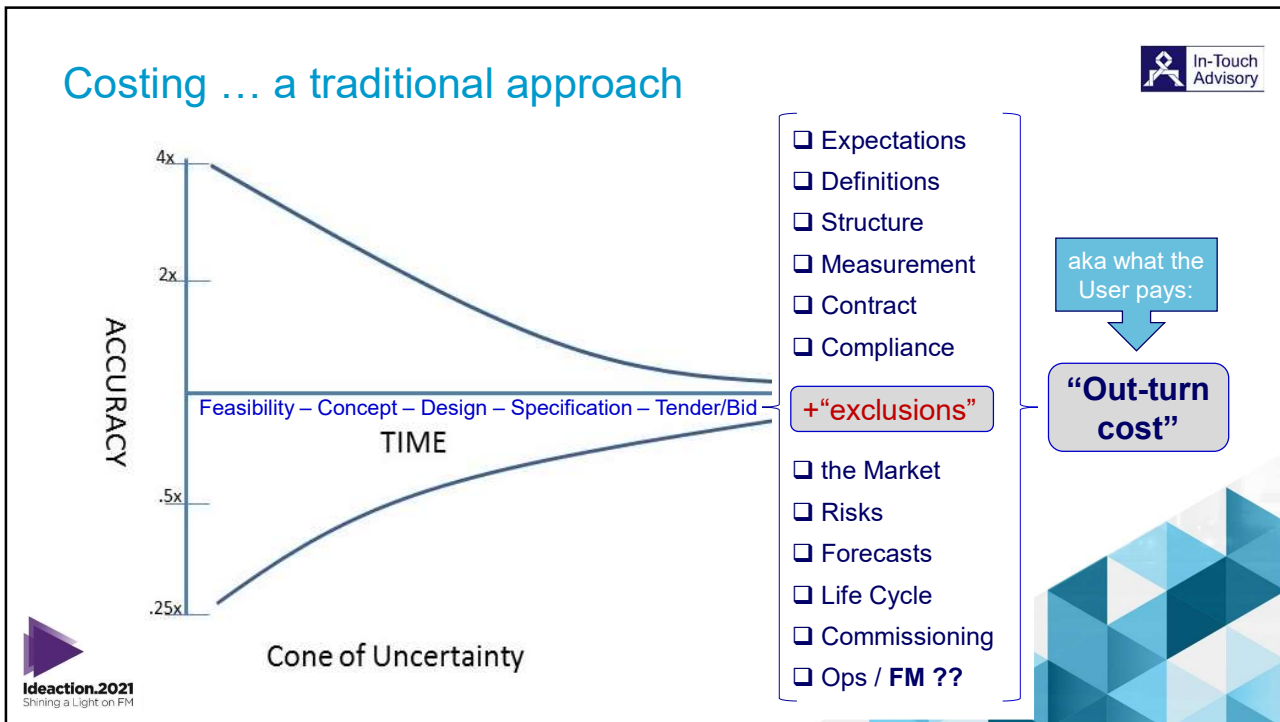 Costing … a traditional approach
In-Touch
Advisory
4x
2x
ACCURACY
Feasibility – Concept – Design – Specification – Tender/Bid
TIME
.5x
.25x
Cone of Uncertainty
❑ Expectations
❑ Definitions
❑ Structure
❑ Measurement
❑ Contract
❑ Compliance
+“exclusions”
❑ the Market
❑ Risks
❑ Forecasts
❑ Life Cycle
❑ Commissioning
❑ Ops / FM ??
aka what the
User pays:
“Out-turn
cost”
Ideaction.2021
Shining a Light on FM